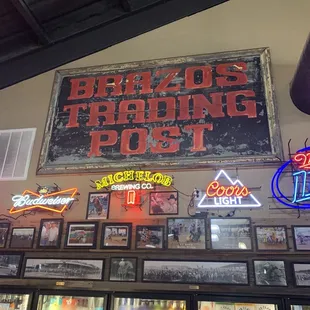 BRAZOS
TRADING
POST
MICHELOB
BREWING CO.
Budweiser
COORS
LIGHT